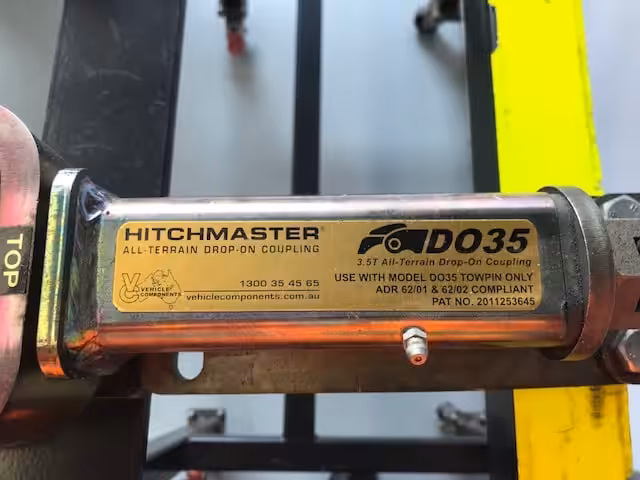 TOP
HITCHMASTER®
ALL-TERRAIN DROP-ON COUPLING
VC VEHICLE
COMPONENTS
1300 35 45 65
vehiclecomponents.com.au
DO35
3.5T All-Terrain Drop-On Coupling
USE WITH MODEL DO35 TOWPIN ONLY
ADR 62/01 & 62/02 COMPLIANT
PAT NO. 2011253645